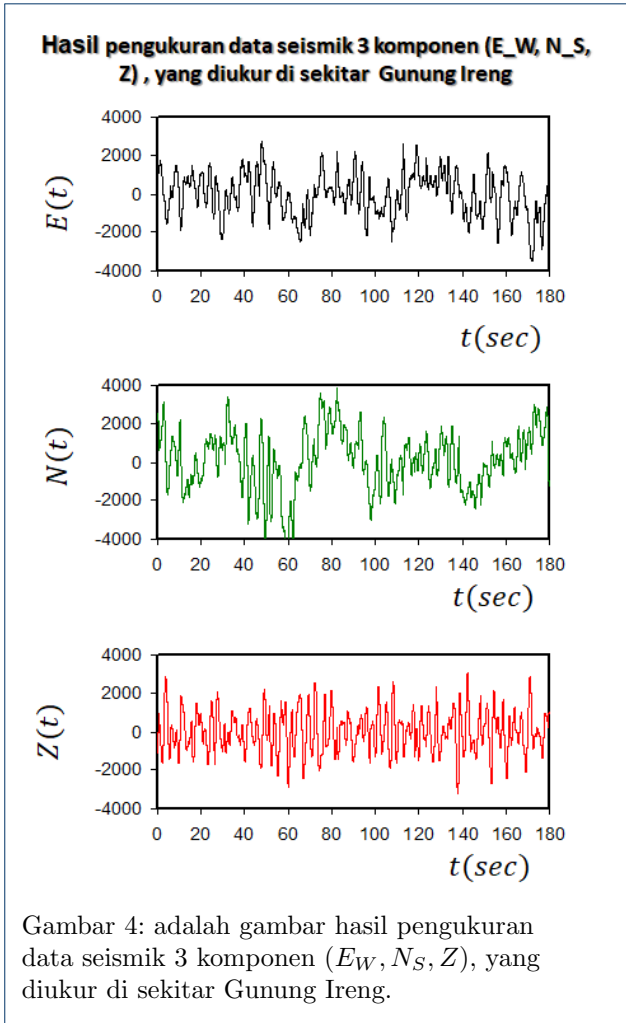 Hasil pengukuran data seismik 3 komponen (E_W, N_S,
Z) , yang diukur di sekitar Gunung Ireng
E(t)
4000
2000
0
-2000
-4000
0 20 40 60 80 100 120 140 160 180
t(sec)
N(t)
4000
2000
0
-2000
-4000
0 20 40 60 80 100 120 140 160 180
t(sec)
Z(t)
4000
2000
0
-2000
-4000
0 20 40 60 80 100 120 140 160 180
t(sec)
Gambar 4: adalah gambar hasil pengukuran
data seismik 3 komponen (E_W, N_S, Z), yang
diukur di sekitar Gunung Ireng.